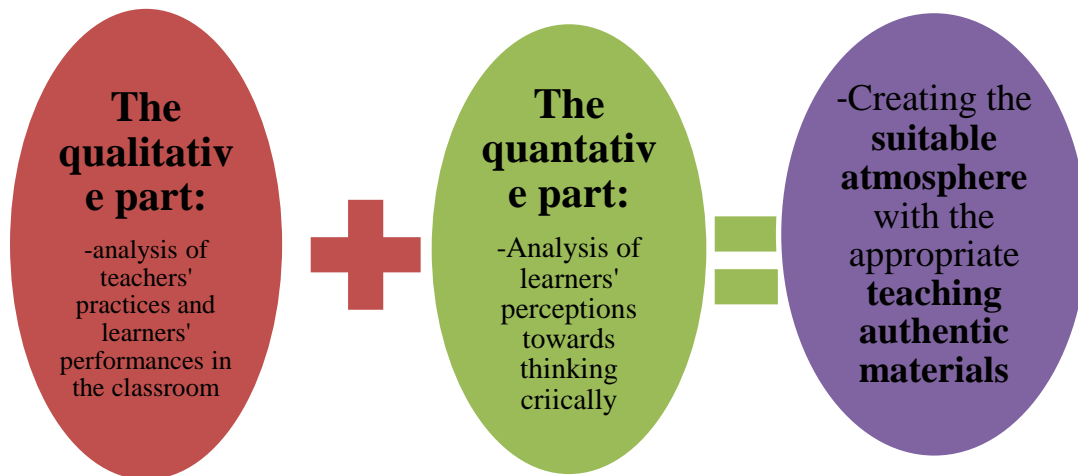 The
qualitativ
e part:
-analysis of
teachers'
practices and
learners'
performances in
the classroom
The
quantativ
e part:
-Analysis of
learners'
perceptions
towards
thinking
criically
-Creating the
suitable
atmosphere
with the
appropriate
teaching
authentic
materials